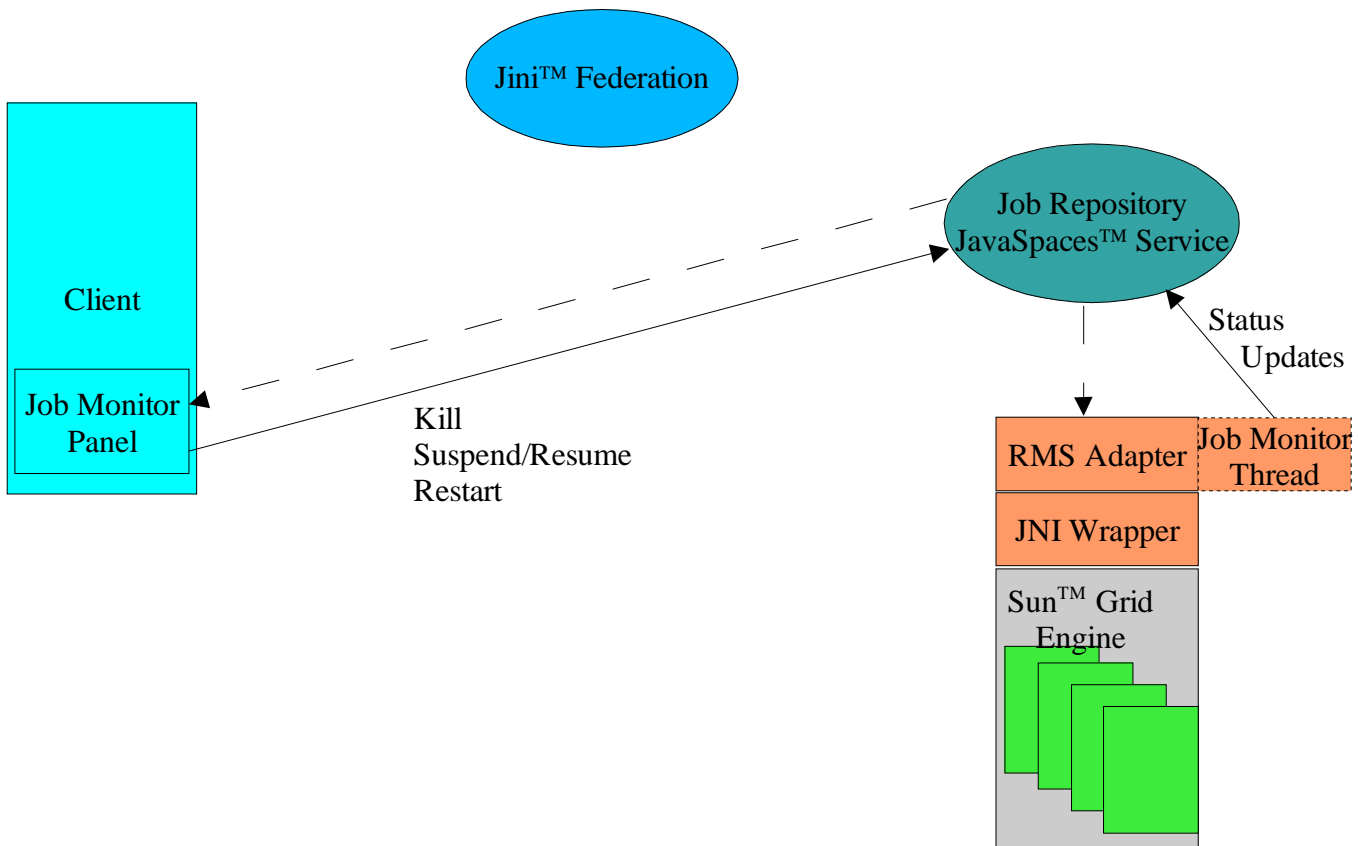 Jini™ Federation
Job Repository
JavaSpaces™ Service
Client
Status
Updates
Job Monitor
Panel
Kill
Suspend/Resume
Restart
RMS Adapter
Job Monitor
Thread
JNI Wrapper
Sun™ Grid
Engine